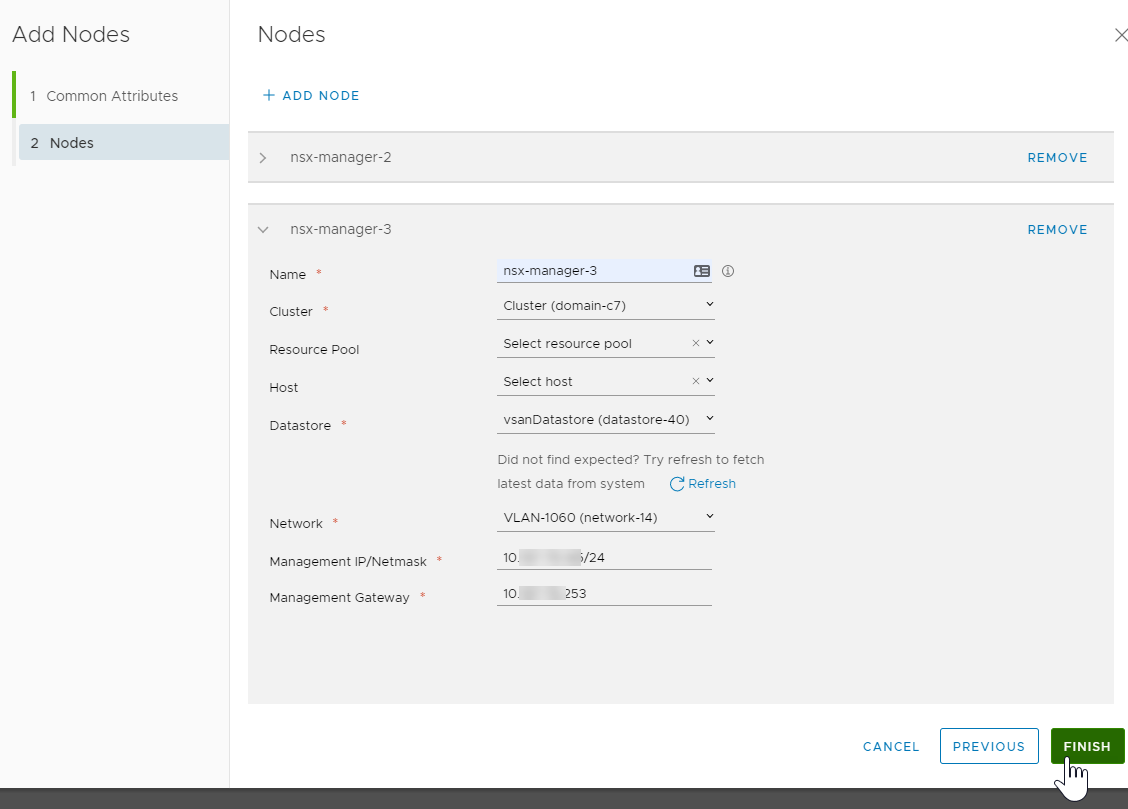 Add Nodes
1 Common Attributes
2 Nodes
Nodes
+ ADD NODE
nsx-manager-2 REMOVE
nsx-manager-3 REMOVE
Name * nsx-manager-3
Cluster * Cluster (domain-c7)
Resource Pool Select resource pool
Host Select host
Datastore * vsanDatastore (datastore-40)
Did not find expected? Try refresh to fetch
latest data from system Refresh
Network * VLAN-1060 (network-14)
Management IP/Netmask * 10. /24
Management Gateway * 10. 253
CANCEL PREVIOUS FINISH